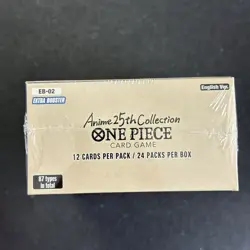 EB-02
EXTRA BOOSTER
English Ver.
Anime 25th Collection
ONE PIECE
CARD GAME
12 CARDS PER PACK / 24 PACKS PER BOX
87 types
in total